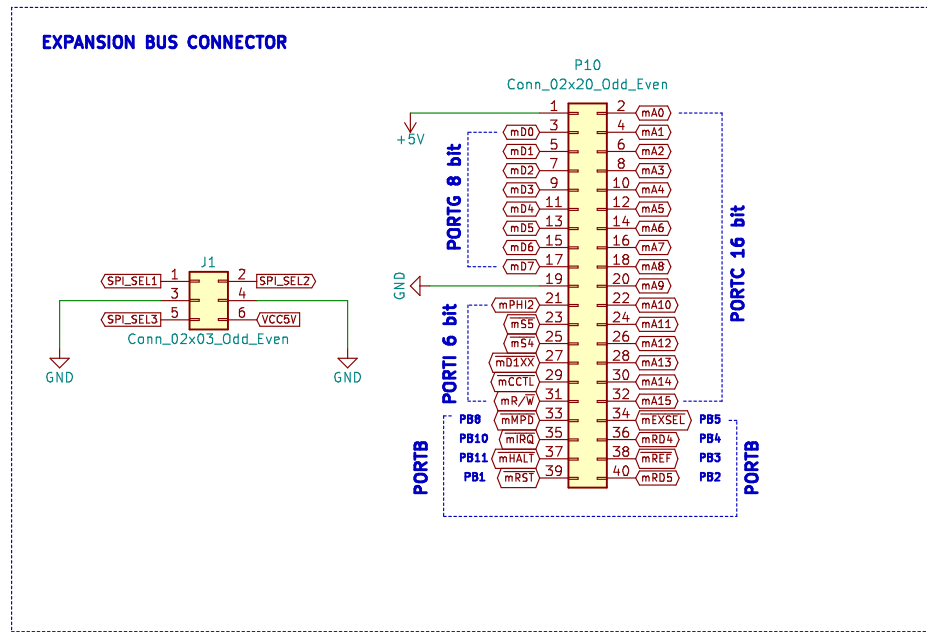 EXPANSION BUS CONNECTOR
P10
Conn_02x20_Odd_Even
+5V
1 2 mA0
mD0 3 4 mA1
mD1 5 6 mA2
mD2 7 8 mA3
mD3 9 10 mA4
mD4 11 12 mA5
mD5 13 14 mA6
mD6 15 16 mA7
mD7 17 18 mA8
GND 19 20 mA9
mPHI2 21 22 mA10
mS5 23 24 mA11
mS4 25 26 mA12
mD1XX 27 28 mA13
mCCTL 29 30 mA14
mR/W 31 32 mA15
PB8 mMPD 33 34 mEXSEL PB5
PB10 mIRQ 35 36 mRD4 PB4
PB11 mHALT 37 38 mREF PB3
PB1 mRST 39 40 mRD5 PB2
PORTG 8 bit
PORTI 6 bit
PORTB
PORTC 16 bit
PORTB
J1
SPI_SEL1 1 2 SPI_SEL2
3 4
SPI_SEL3 5 6 VCC5V
Conn_02x03_Odd_Even
GND
GND